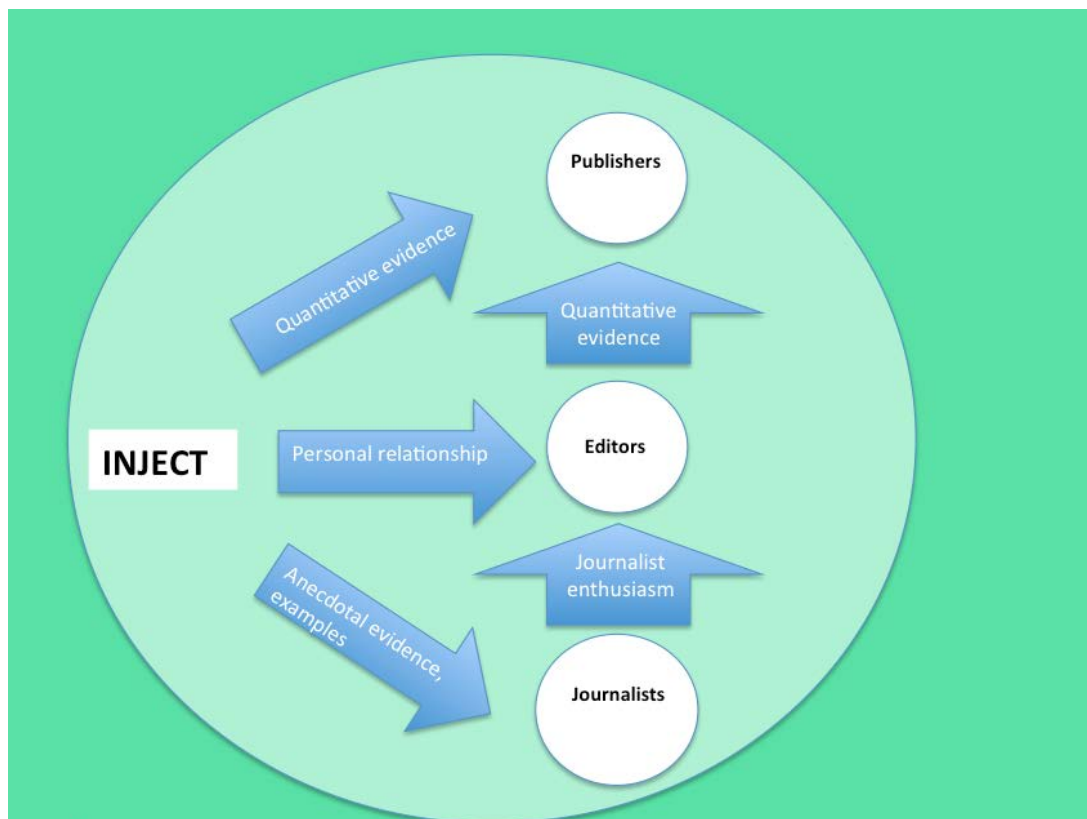 Publishers
Quantitative evidence
Quantitative
evidence
INJECT
Personal relationship
Editors
Anecdotal evidence,
examples
Journalist
enthusiasm
Journalists